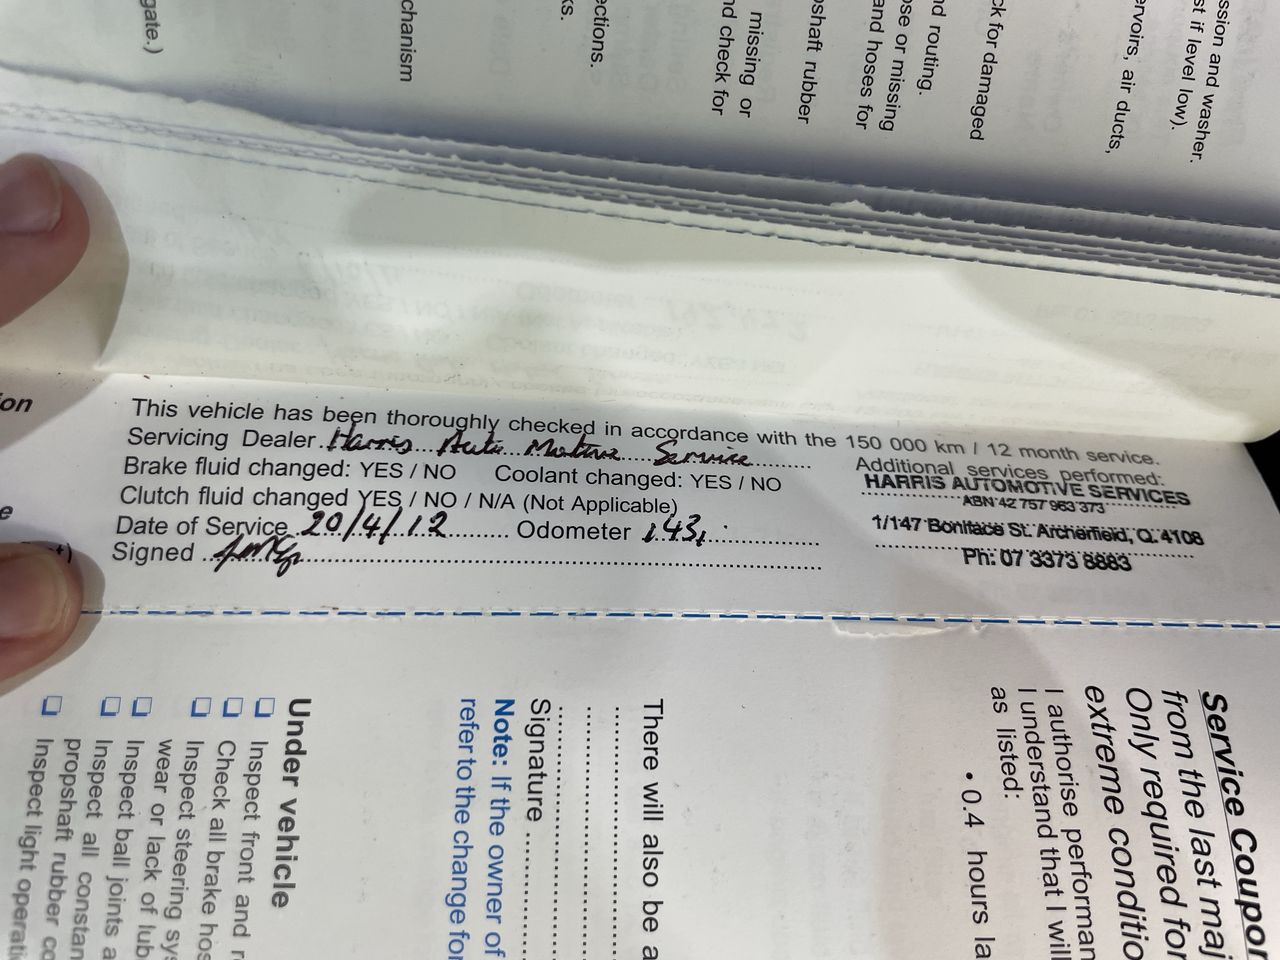 gate.)
chanism
ks.
ections.
nd check for
missing or
oshaft rubber
and hoses for
ose or missing
nd routing.
ck for damaged
ervoirs, air ducts,
st if level low).
ssion and washer.
on
This vehicle has been thoroughly checked in accordance with the 150 000 km / 12 month service.
Servicing Dealer Harris Auto Motive Service
Brake fluid changed: YES / NO Coolant changed: YES / NO
Clutch fluid changed YES / NO / N/A (Not Applicable)
Date of Service 20/4/12 Odometer 143,
Signed
Additional services performed:
HARRIS AUTOMOTIVE SERVICES
ABN 42 757 963 373
1/147 Boniface St. Archerfield, Q. 4108
Ph: 07 3373 8883
Service Coupon
from the last maj
Only required for
extreme conditio
I authorise performan
I understand that I will
as listed:
• 0.4 hours la
There will also be a
Signature
Note: If the owner of
refer to the change for
Under vehicle
❏ Inspect front and r
❏ Check all brake hos
❏ Inspect steering sys
wear or lack of lub
❏ Inspect ball joints a
❏ Inspect all constan
propshaft rubber co
❏ Inspect light operati